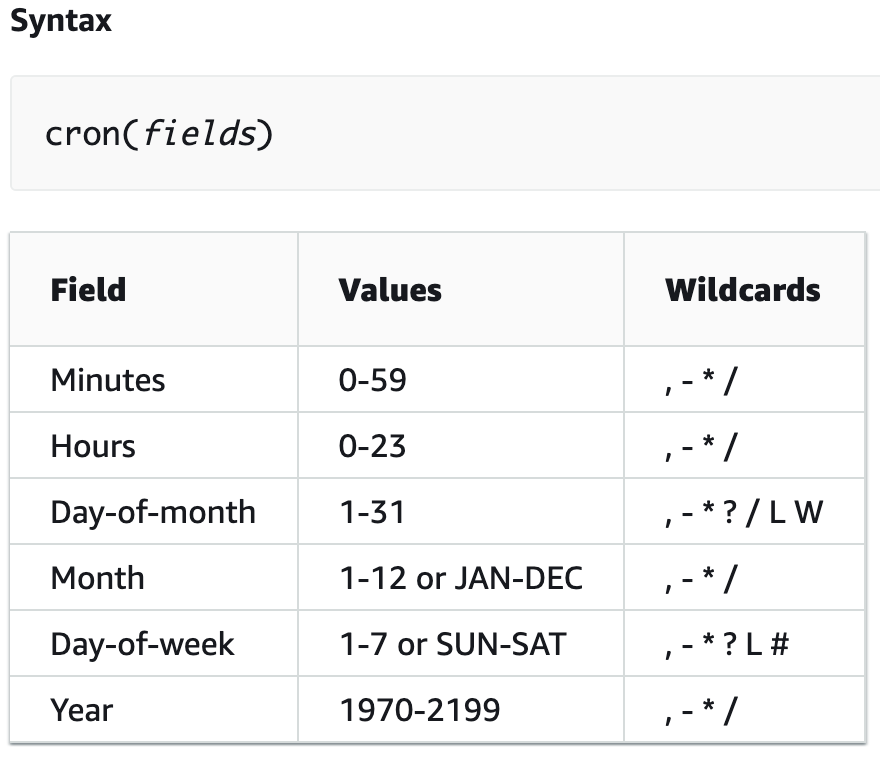 Syntax
cron(fields)
Field Values Wildcards
Minutes 0-59 , - * /
Hours 0-23 , - * /
Day-of-month 1-31 , - * ? / L W
Month 1-12 or JAN-DEC , - * /
Day-of-week 1-7 or SUN-SAT , - * ? L #
Year 1970-2199 , - * /